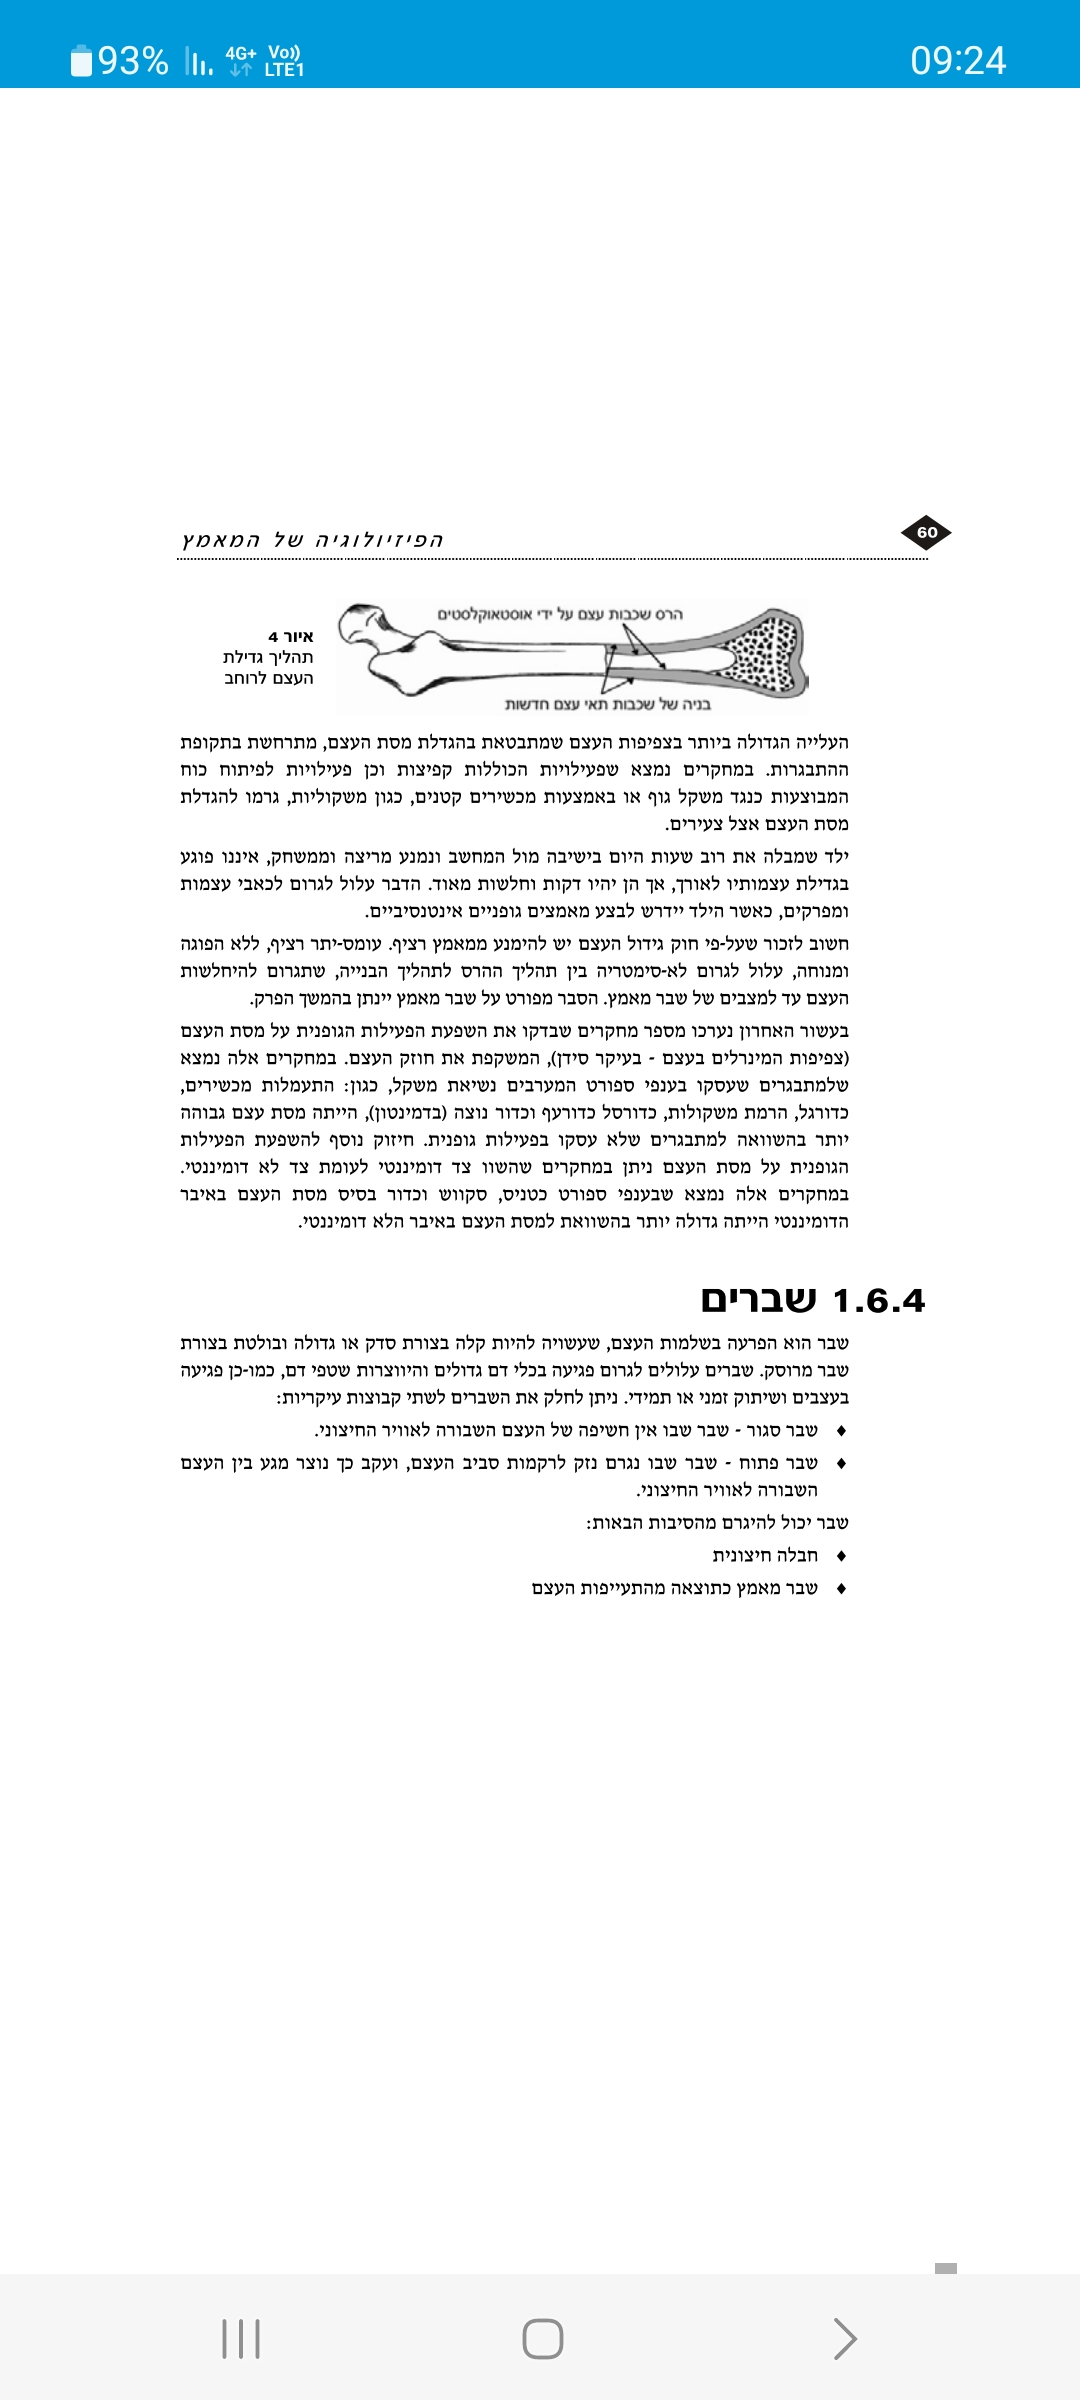 93% 4G+ Vo)) LTE1 09:24
60 הפיזיולוגיה של המאמץ
הרס שכבות עצם על ידי אוסטאוקלסטים
איור 4
תהליך גדילת
העצם לרוחב
בניה של שכבות תאי עצם חדשות
העלייה הגדולה ביותר בצפיפות העצם שמתבטאת בהגדלת מסת העצם, מתרחשת בתקופת
ההתבגרות. במחקרים נמצא שפעילויות הכוללות קפיצות וכן פעילויות לפיתוח כוח
המבוצעות כנגד משקל גוף או באמצעות מכשירים קטנים, כגון משקוליות, גרמו להגדלת
מסת העצם אצל צעירים.
ילד שמבלה את רוב שעות היום בישיבה מול המחשב ונמנע מריצה וממשחק, איננו פוגע
בגדילת עצמותיו לאורך, אך הן יהיו דקות וחלשות מאוד. הדבר עלול לגרום לכאבי עצמות
ומפרקים, כאשר הילד יידרש לבצע מאמצים גופניים אינטנסיביים.
חשוב לזכור שעל-פי חוק גידול העצם יש להימנע ממאמץ רציף. עומס-יתר רציף, ללא הפוגה
ומנוחה, עלול לגרום לא-סימטריה בין תהליך ההרס לתהליך הבנייה, שתגרום להיחלשות
העצם עד למצבים של שבר מאמץ. הסבר מפורט על שבר מאמץ יינתן בהמשך הפרק.
בעשור האחרון נערכו מספר מחקרים שבדקו את השפעת הפעילות הגופנית על מסת העצם
(צפיפות המינרלים בעצם - בעיקר סידן), המשקפת את חוזק העצם. במחקרים אלה נמצא
שלמתבגרים שעסקו בענפי ספורט המערבים נשיאת משקל, כגון: התעמלות מכשירים,
כדורגל, הרמת משקולות, כדורסל כדורעף וכדור נוצה (בדמינטון), הייתה מסת עצם גבוהה
יותר בהשוואה למתבגרים שלא עסקו בפעילות גופנית. חיזוק נוסף להשפעת הפעילות
הגופנית על מסת העצם ניתן במחקרים שהשוו צד דומיננטי לעומת צד לא דומיננטי.
במחקרים אלה נמצא שבענפי ספורט כטניס, סקווש וכדור בסיס מסת העצם באיבר
הדומיננטי הייתה גדולה יותר בהשוואת למסת העצם באיבר הלא דומיננטי.
1.6.4 שברים
שבר הוא הפרעה בשלמות העצם, שעשויה להיות קלה בצורת סדק או גדולה ובולטת בצורת
שבר מרוסק. שברים עלולים לגרום פגיעה בכלי דם גדולים והיווצרות שטפי דם, כמו-כן פגיעה
בעצבים ושיתוק זמני או תמידי. ניתן לחלק את השברים לשתי קבוצות עיקריות:
♦ שבר סגור - שבר שבו אין חשיפה של העצם השבורה לאוויר החיצוני.
♦ שבר פתוח - שבר שבו נגרם נזק לרקמות סביב העצם, ועקב כך נוצר מגע בין העצם
השבורה לאוויר החיצוני.
שבר יכול להיגרם מהסיבות הבאות:
♦ חבלה חיצונית
♦ שבר מאמץ כתוצאה מהתעייפות העצם